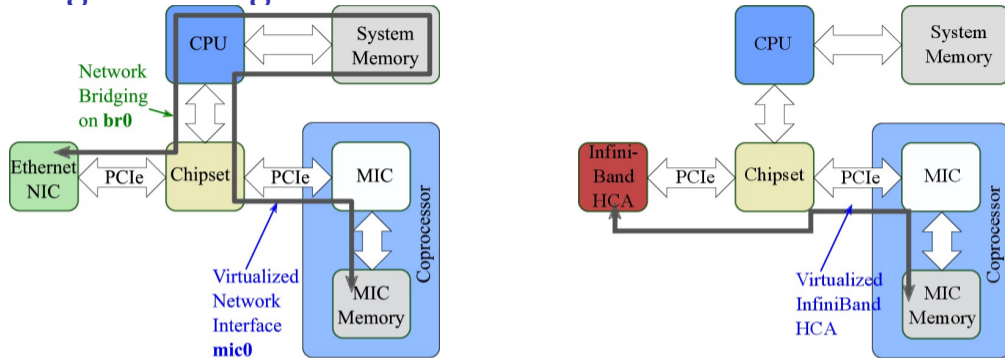 CPU
System
Memory
Network
Bridging
on br0
Ethernet
NIC
PCIe
Chipset
PCIe
MIC
Coprocessor
Virtualized
Network
Interface
mic0
MIC
Memory
CPU
System
Memory
Infini-
Band
HCA
PCIe
Chipset
PCIe
MIC
Coprocessor
Virtualized
InfiniBand
HCA
MIC
Memory